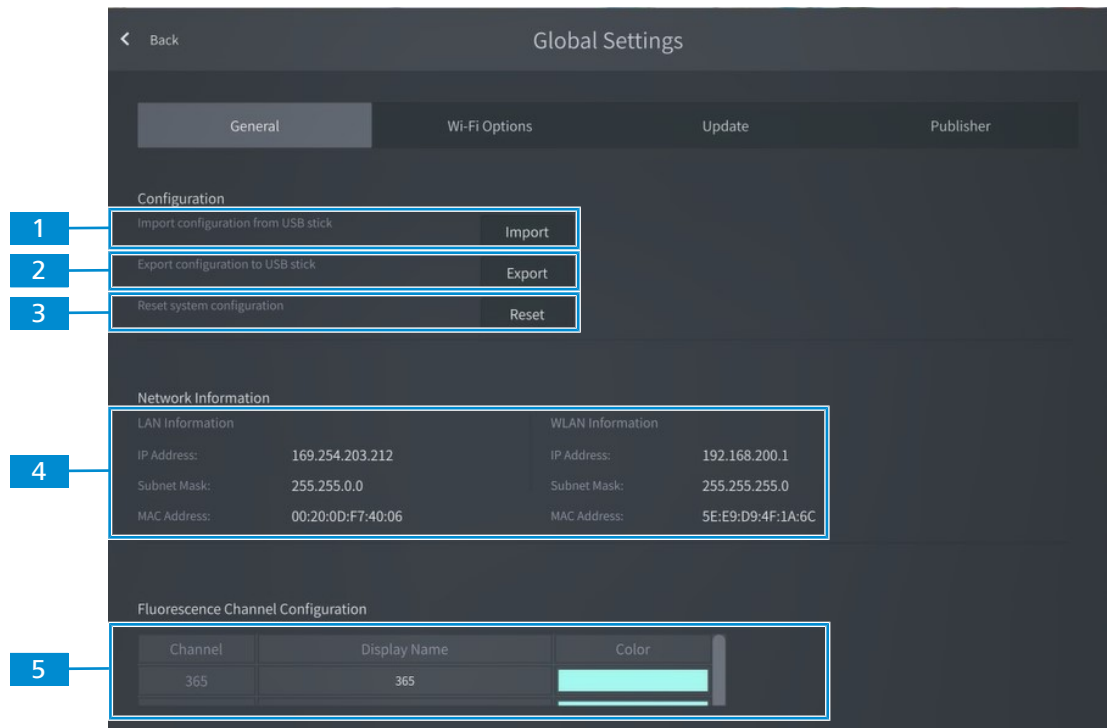 Back
Global Settings
General
Wi-Fi Options
Update
Publisher
Configuration
1
Import configuration from USB stick
Import
2
Export configuration to USB stick
Export
3
Reset system configuration
Reset
Network Information
4
LAN Information
WLAN Information
IP Address: 169.254.203.212
IP Address: 192.168.200.1
Subnet Mask: 255.255.0.0
Subnet Mask: 255.255.255.0
MAC Address: 00:20:0D:F7:40:06
MAC Address: 5E:E9:D9:4F:1A:6C
Fluorescence Channel Configuration
5
Channel Display Name Color
365 365